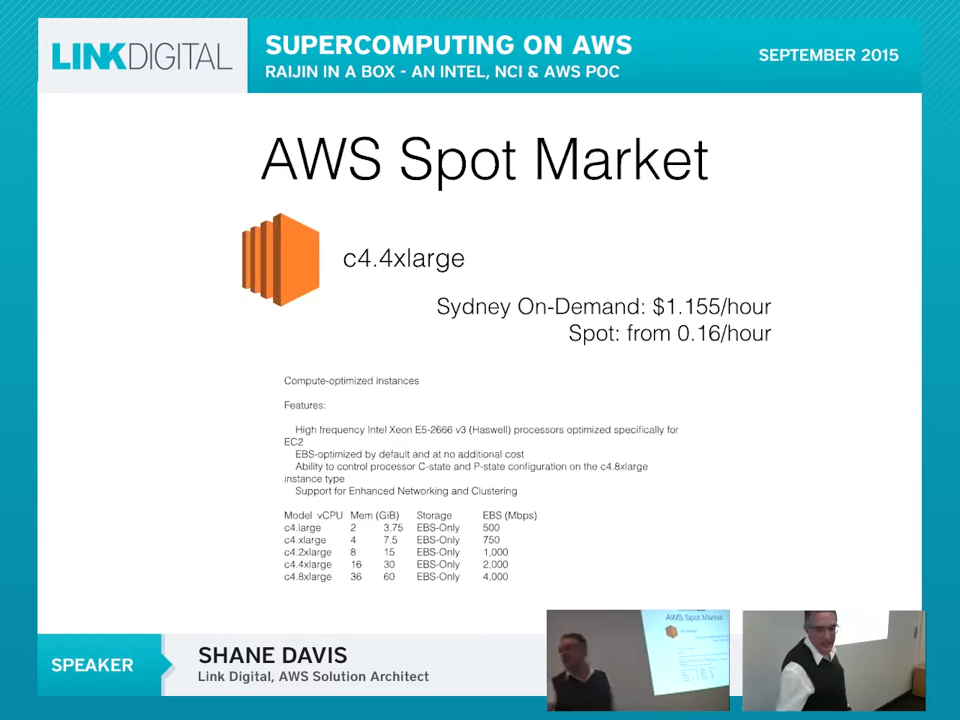 LINKDIGITAL
SUPERCOMPUTING ON AWS
RAIJIN IN A BOX - AN INTEL, NCI & AWS POC
SEPTEMBER 2015
AWS Spot Market
c4.4xlarge
Sydney On-Demand: $1.155/hour
Spot: from 0.16/hour
Compute-optimized instances
Features:
High frequency Intel Xeon E5-2666 v3 (Haswell) processors optimized specifically for
EC2
EBS-optimized by default and at no additional cost
Ability to control processor C-state and P-state configuration on the c4.8xlarge
instance type
Support for Enhanced Networking and Clustering
Model vCPU Mem (GiB) Storage EBS (Mbps)
c4.large 2 3.75 EBS-Only 500
c4.xlarge 4 7.5 EBS-Only 750
c4.2xlarge 8 15 EBS-Only 1,000
c4.4xlarge 16 30 EBS-Only 2,000
c4.8xlarge 36 60 EBS-Only 4,000
SPEAKER
SHANE DAVIS
Link Digital, AWS Solution Architect
AWS Spot Market